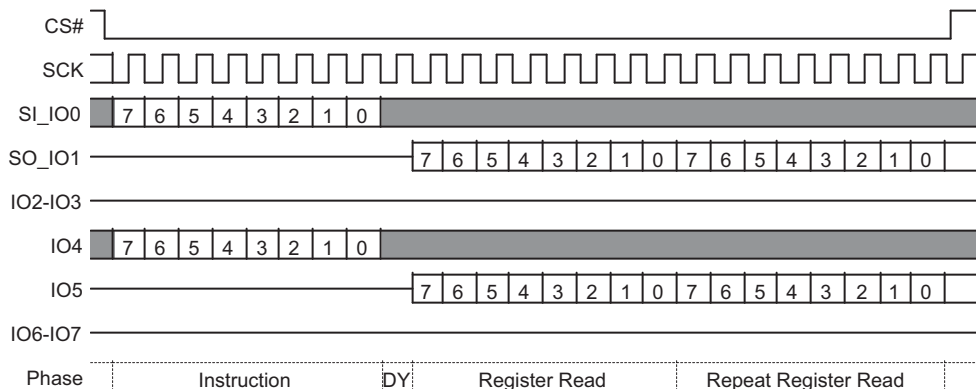 CS#
SCK
SI_IO0 7 6 5 4 3 2 1 0
SO_IO1 7 6 5 4 3 2 1 0 7 6 5 4 3 2 1 0
IO2-IO3
IO4 7 6 5 4 3 2 1 0
IO5 7 6 5 4 3 2 1 0 7 6 5 4 3 2 1 0
IO6-IO7
Phase Instruction DY Register Read Repeat Register Read